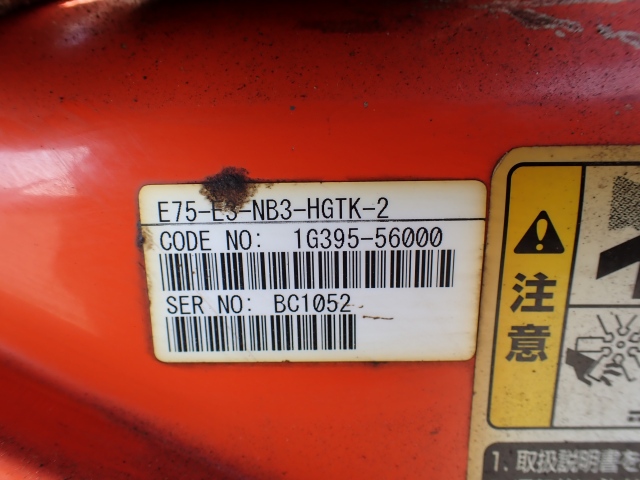 E75-E3-NB3-HGTK-2
CODE NO: 1G395-56000
SER NO: BC1052
注意
1. 取扱説明書を